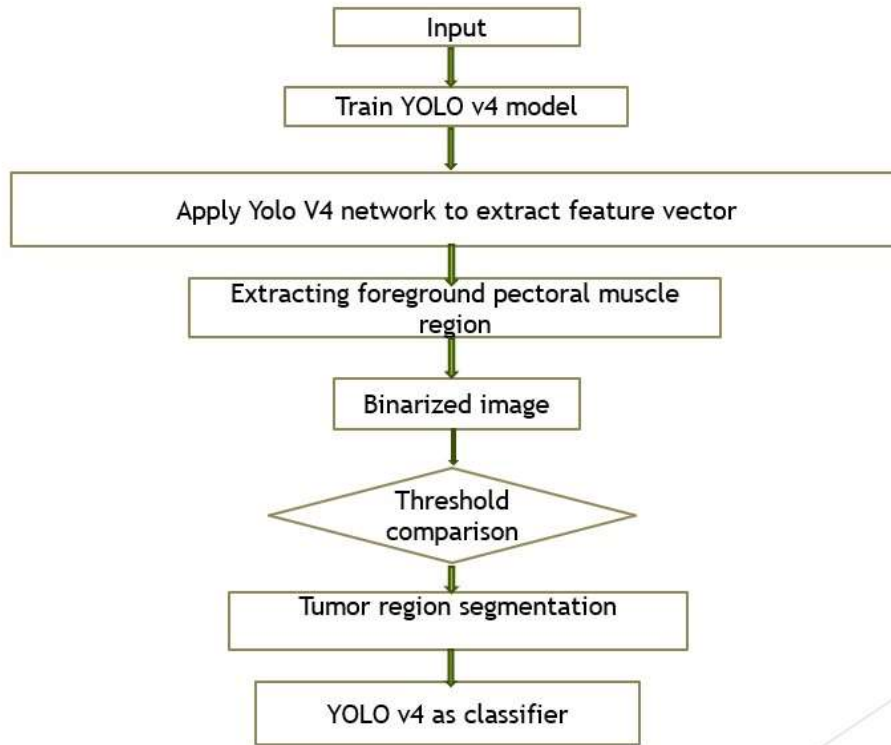 Input
Train YOLO v4 model
Apply Yolo V4 network to extract feature vector
Extracting foreground pectoral muscle
region
Binarized image
Threshold
comparison
Tumor region segmentation
YOLO v4 as classifier